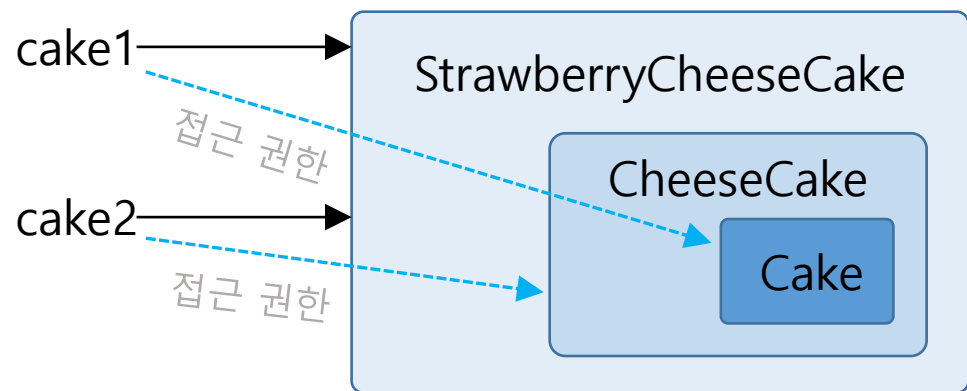 cake1
StrawberryCheeseCake
접근 권한
CheeseCake
cake2
Cake
접근 권한